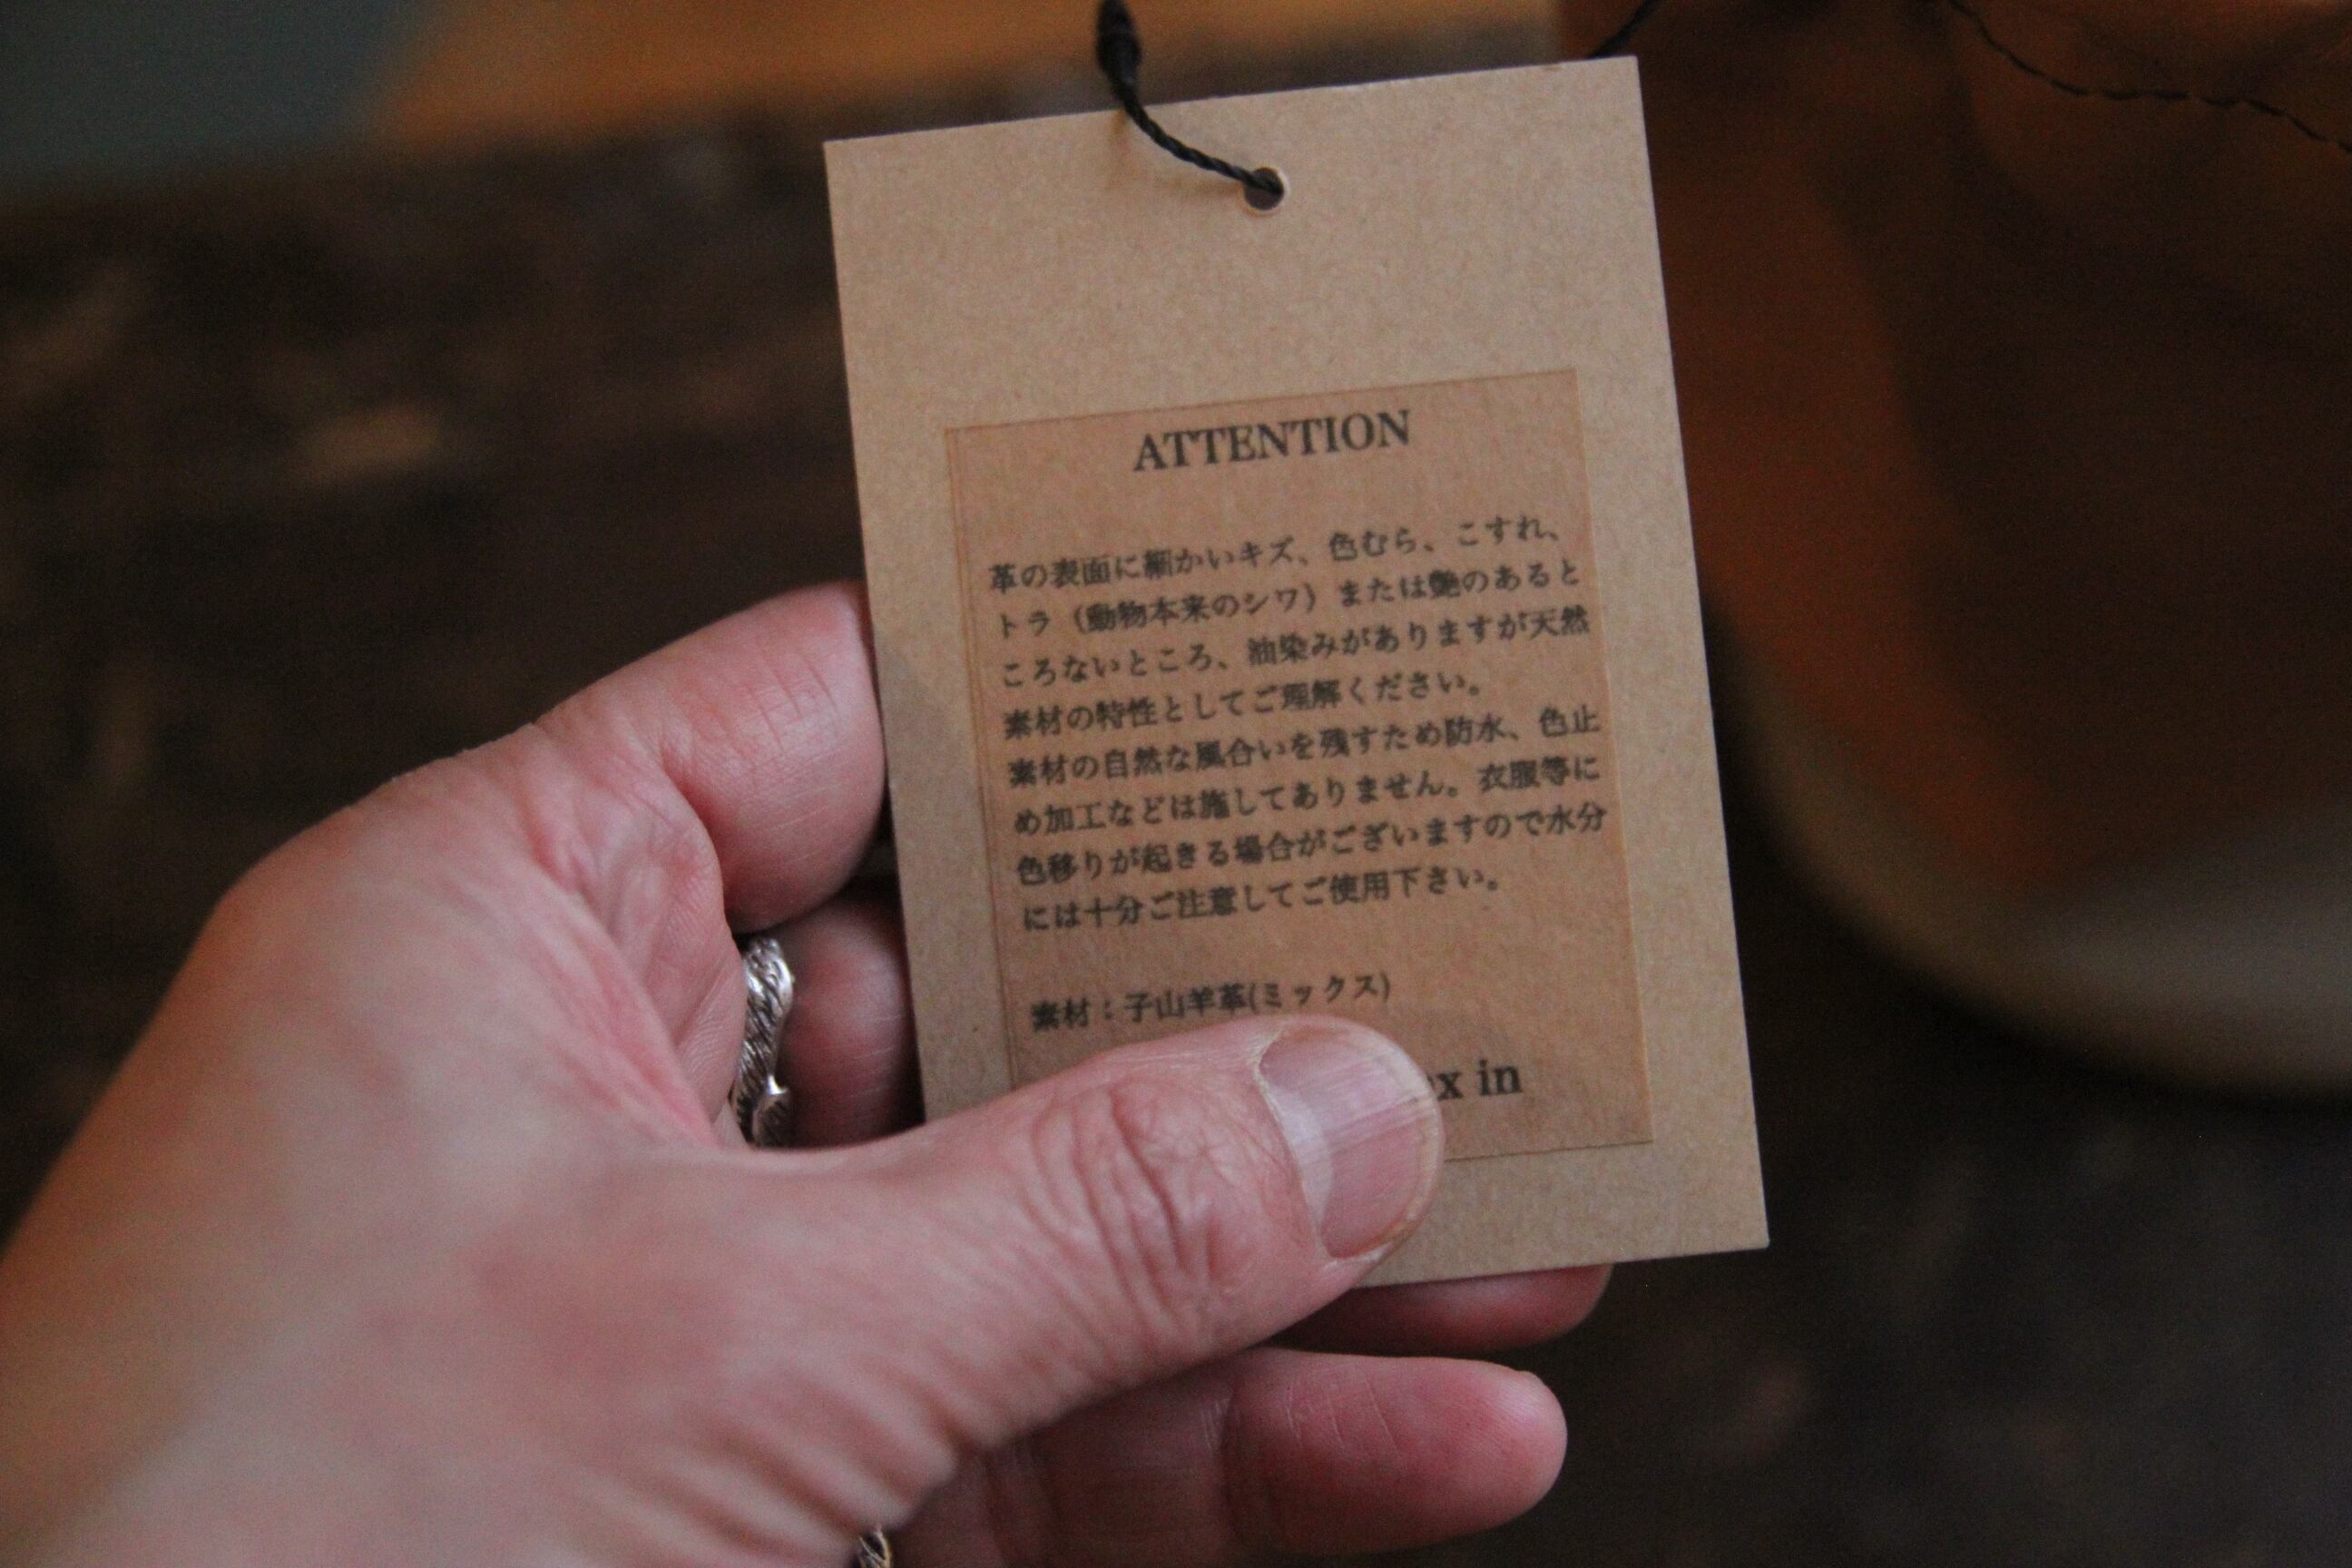 ATTENTION
革の表面に細かいキズ、色むら、こすれ、
トラ（動物本来のシワ）または艶のあると
ころないところ、油染みがありますが天然
素材の特性としてご理解ください。
素材の自然な風合いを残すため防水、色止
め加工などは施してありません。衣服等に
色移りが起きる場合がございますので水分
には十分ご注意してご使用下さい。
素材：子山羊革(ミックス)
in